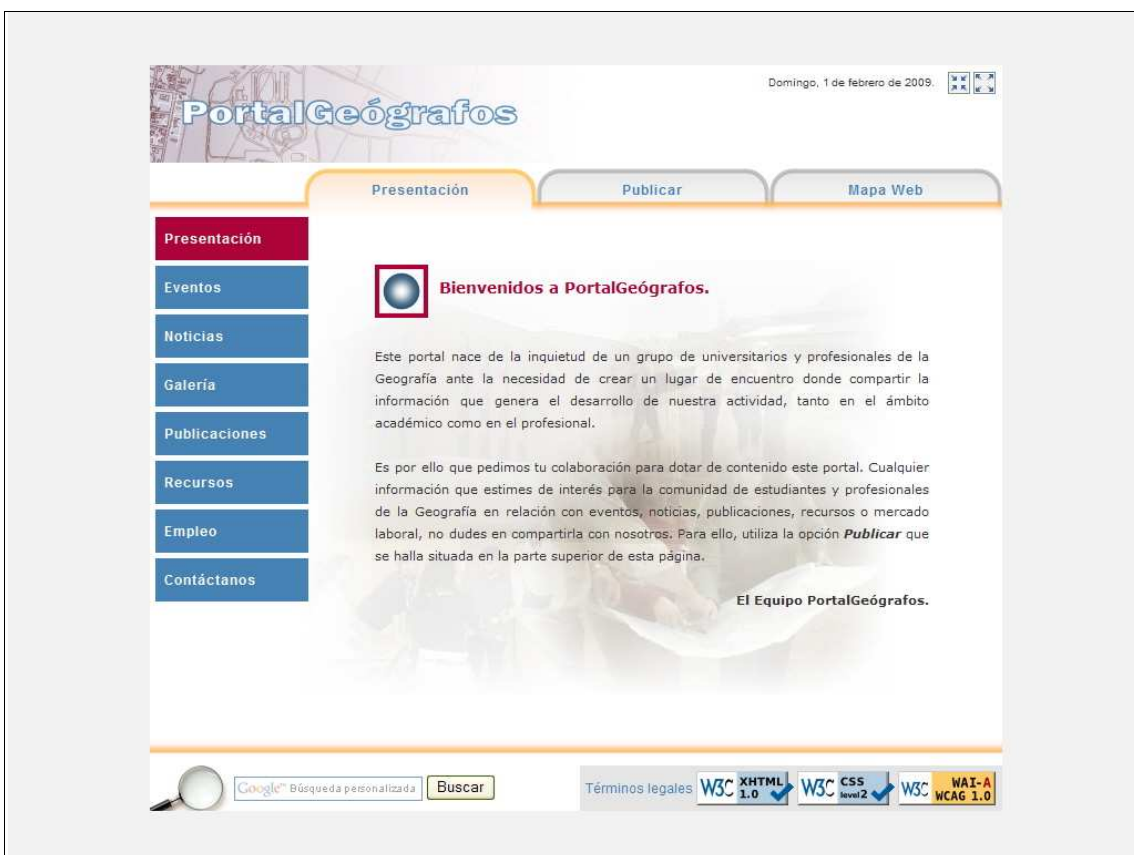 Domingo, 1 de febrero de 2009.
PortalGeógrafos
Presentación
Publicar
Mapa Web
Presentación
Eventos
Noticias
Galería
Publicaciones
Recursos
Empleo
Contáctanos
Bienvenidos a PortalGeógrafos.
Este portal nace de la inquietud de un grupo de universitarios y profesionales de la
Geografía ante la necesidad de crear un lugar de encuentro donde compartir la
información que genera el desarrollo de nuestra actividad, tanto en el ámbito
académico como en el profesional.
Es por ello que pedimos tu colaboración para dotar de contenido este portal. Cualquier
información que estimes de interés para la comunidad de estudiantes y profesionales
de la Geografía en relación con eventos, noticias, publicaciones, recursos o mercado
laboral, no dudes en compartirla con nosotros. Para ello, utiliza la opción Publicar que
se halla situada en la parte superior de esta página.
El Equipo PortalGeógrafos.
Google™ Búsqueda personalizada
Buscar
Términos legales
W3C XHTML 1.0
W3C CSS level 2
W3C WAI-A WCAG 1.0